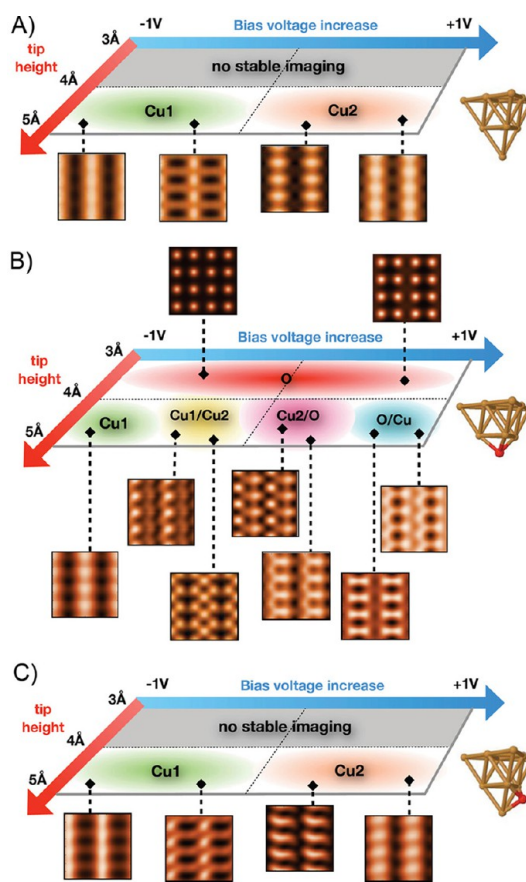 A)
-1V
Bias voltage increase
+1V
3Å
tip
height
4Å
5Å
no stable imaging
Cu1
Cu2
B)
-1V
Bias voltage increase
+1V
3Å
tip
height
4Å
5Å
O
Cu1
Cu1/Cu2
Cu2/O
O/Cu
C)
-1V
Bias voltage increase
+1V
3Å
tip
height
4Å
5Å
no stable imaging
Cu1
Cu2